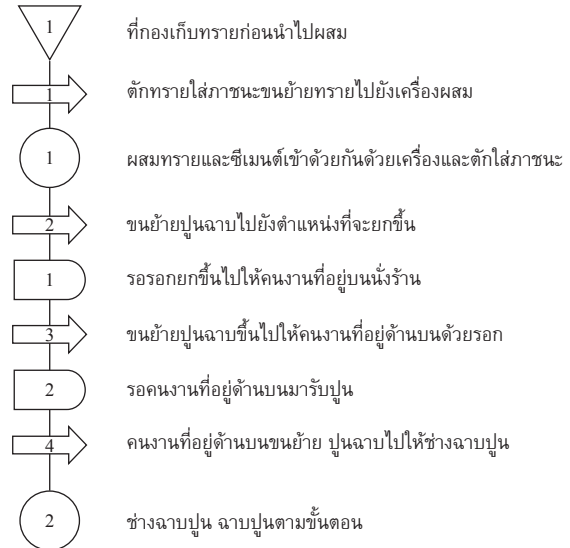 1 ที่กองเก็บทรายก่อนนำไปผสม
1 ตักทรายใส่ภาชนะขนย้ายทรายไปยังเครื่องผสม
1 ผสมทรายและซีเมนต์เข้าด้วยกันด้วยเครื่องและตักใส่ภาชนะ
2 ขนย้ายปูนฉาบไปยังตำแหน่งที่จะยกขึ้น
1 รอรอกยกขึ้นไปให้คนงานที่อยู่บนนั่งร้าน
3 ขนย้ายปูนฉาบขึ้นไปให้คนงานที่อยู่ด้านบนด้วยรอก
2 รอคนงานที่อยู่ด้านบนมารับปูน
4 คนงานที่อยู่ด้านบนขนย้าย ปูนฉาบไปให้ช่างฉาบปูน
2 ช่างฉาบปูน ฉาบปูนตามขั้นตอน